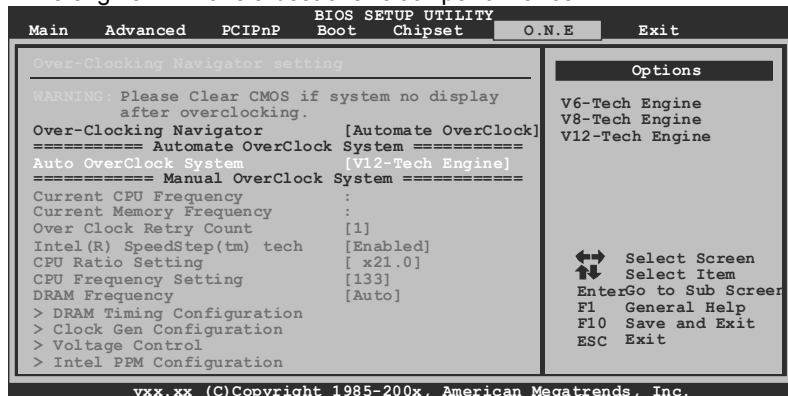 BIOS SETUP UTILITY
Main Advanced PCIPnP Boot Chipset O.N.E Exit
Over-Clocking Navigator setting
WARNING: Please Clear CMOS if system no display
after overclocking.
Over-Clocking Navigator [Automate OverClock]
=========== Automate OverClock System ===========
Auto OverClock System [V12-Tech Engine]
============ Manual OverClock System ============
Current CPU Frequency :
Current Memory Frequency :
Over Clock Retry Count [1]
Intel(R) SpeedStep(tm) tech [Enabled]
CPU Ratio Setting [ x21.0]
CPU Frequency Setting [133]
DRAM Frequency [Auto]
> DRAM Timing Configuration
> Clock Gen Configuration
> Voltage Control
> Intel PPM Configuration
Options
V6-Tech Engine
V8-Tech Engine
V12-Tech Engine
Select Screen
Select Item
EnterGo to Sub Screen
F1 General Help
F10 Save and Exit
ESC Exit
vxx.xx (C)Copyright 1985-200x, American Megatrends, Inc.